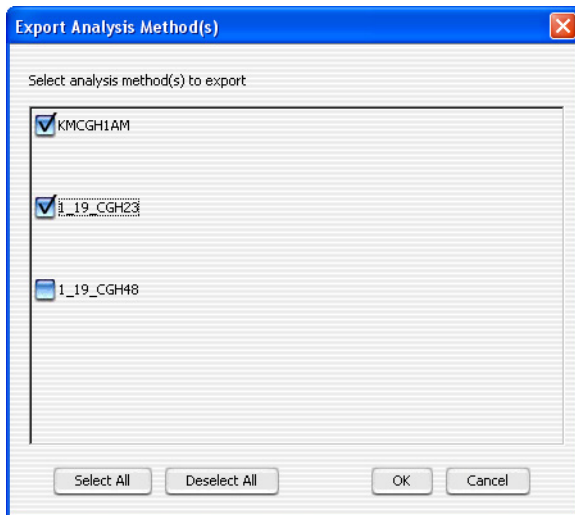 Export Analysis Method(s)
Select analysis method(s) to export
KMCGH1AM
1_19_CGH23
1_19_CGH48
Select All Deselect All OK Cancel